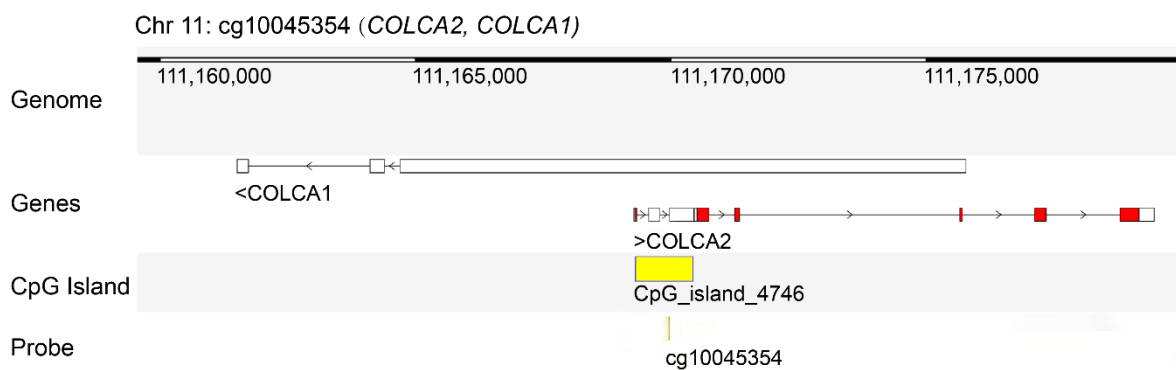 Chr 11: cg10045354 (COLCA2, COLCA1)
111,160,000 111,165,000 111,170,000 111,175,000
Genome
Genes
<COLCA1
>COLCA2
CpG Island
CpG_island_4746
Probe
cg10045354